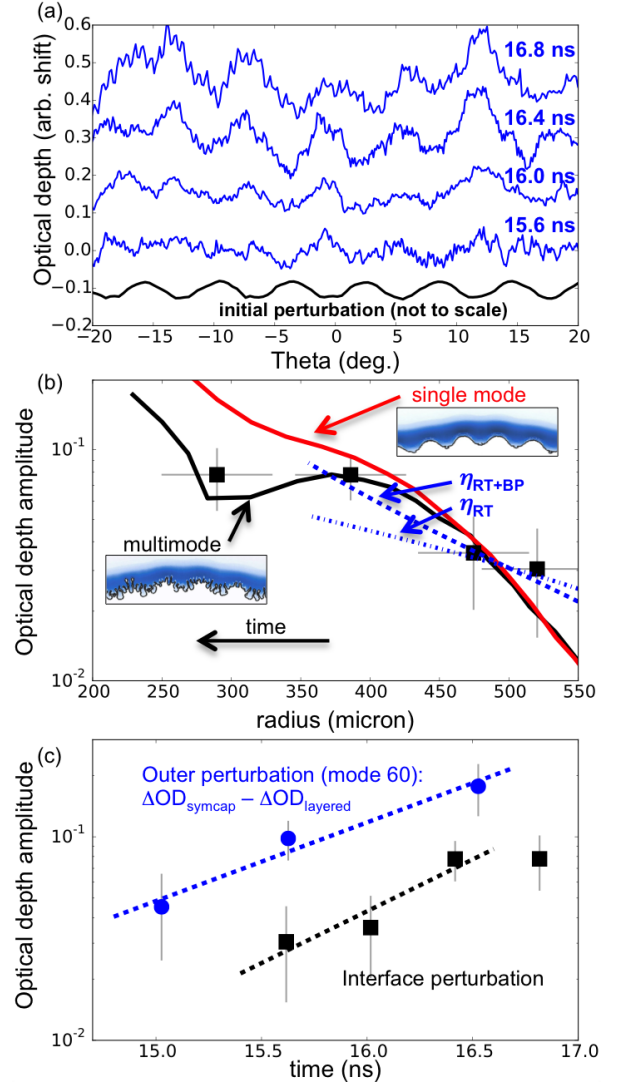 (a)
0.6
0.5
0.4
0.3
0.2
0.1
0.0
−0.1
−0.2
Optical depth (arb. shift)
16.8 ns
16.4 ns
16.0 ns
15.6 ns
initial perturbation (not to scale)
−20 −15 −10 −5 0 5 10 15 20
Theta (deg.)
(b)
10⁻¹
10⁻²
Optical depth amplitude
single mode
ηRT+BP
ηRT
multimode
time
200 250 300 350 400 450 500 550
radius (micron)
(c)
10⁻¹
10⁻²
Optical depth amplitude
Outer perturbation (mode 60):
ΔODsymcap – ΔODlayered
Interface perturbation
15.0 15.5 16.0 16.5 17.0
time (ns)